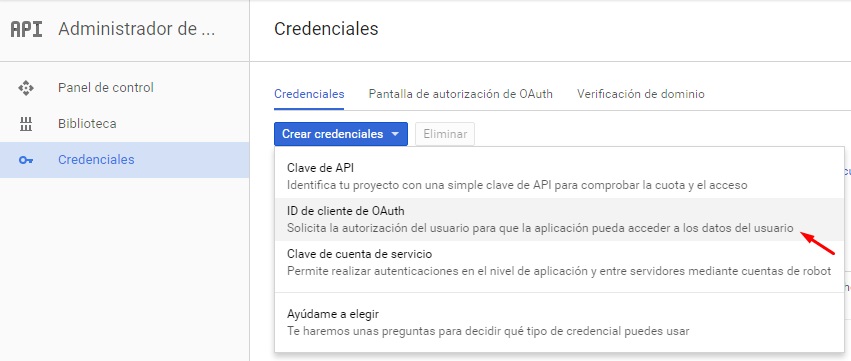 API Administrador de ...
Credenciales
Panel de control
Biblioteca
Credenciales
Credenciales Pantalla de autorización de OAuth Verificación de dominio
Crear credenciales Eliminar
Clave de API
Identifica tu proyecto con una simple clave de API para comprobar la cuota y el acceso
ID de cliente de OAuth
Solicita la autorización del usuario para que la aplicación pueda acceder a los datos del usuario
Clave de cuenta de servicio
Permite realizar autenticaciones en el nivel de aplicación y entre servidores mediante cuentas de robot
Ayúdame a elegir
Te haremos unas preguntas para decidir qué tipo de credencial puedes usar